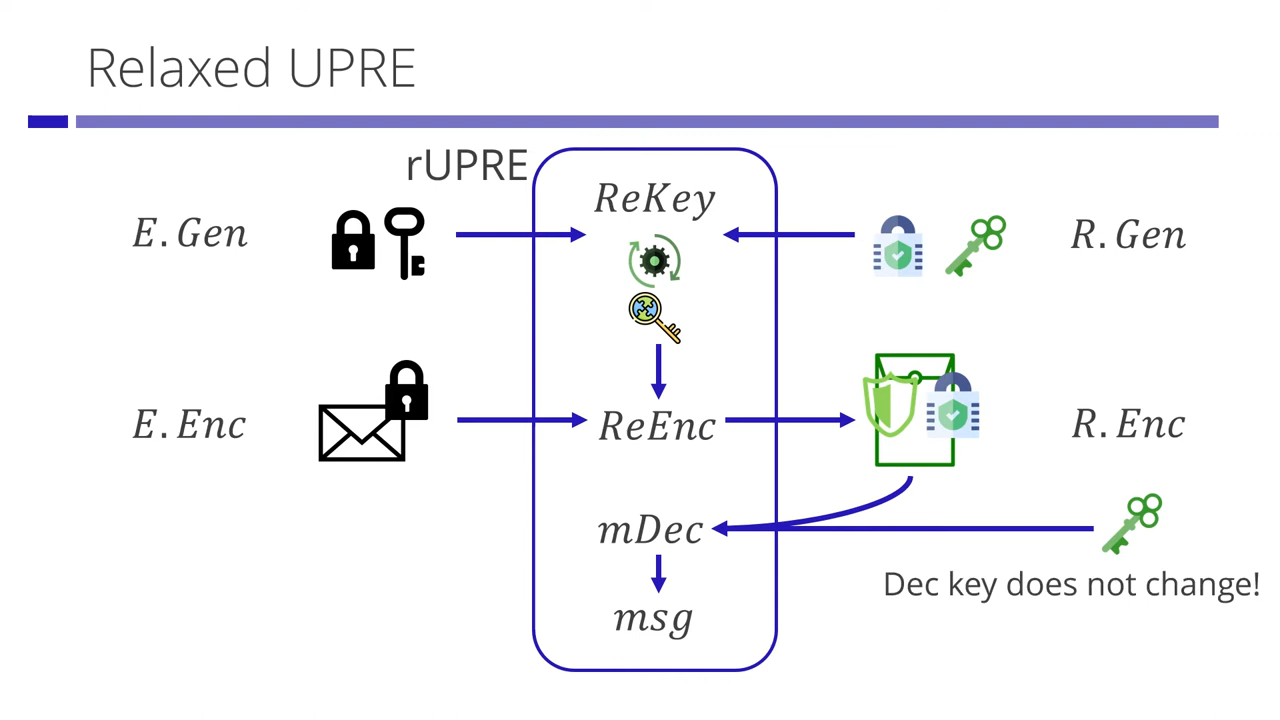 Relaxed UPRE
rUPRE
ReKey
E.Gen
R.Gen
E.Enc
ReEnc
R.Enc
mDec
Dec key does not change!
msg